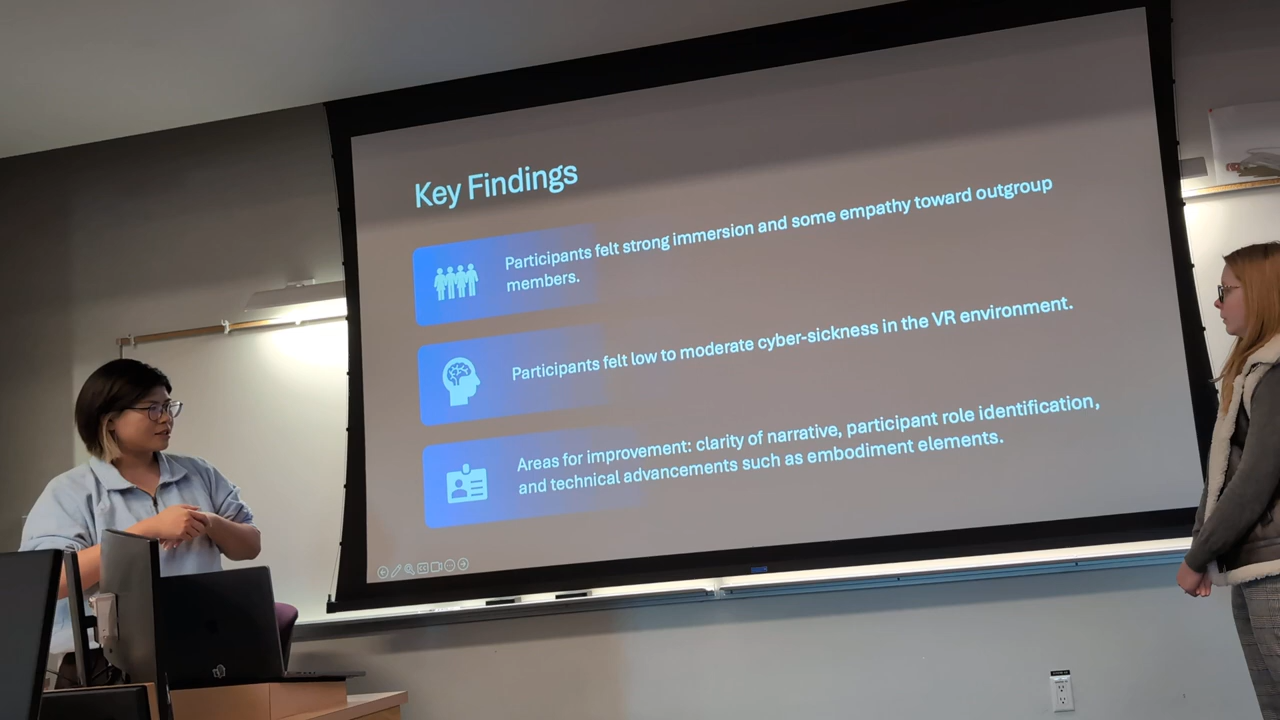 Key Findings
Participants felt strong immersion and some empathy toward outgroup
members.
Participants felt low to moderate cyber-sickness in the VR environment.
Areas for improvement: clarity of narrative, participant role identification,
and technical advancements such as embodiment elements.